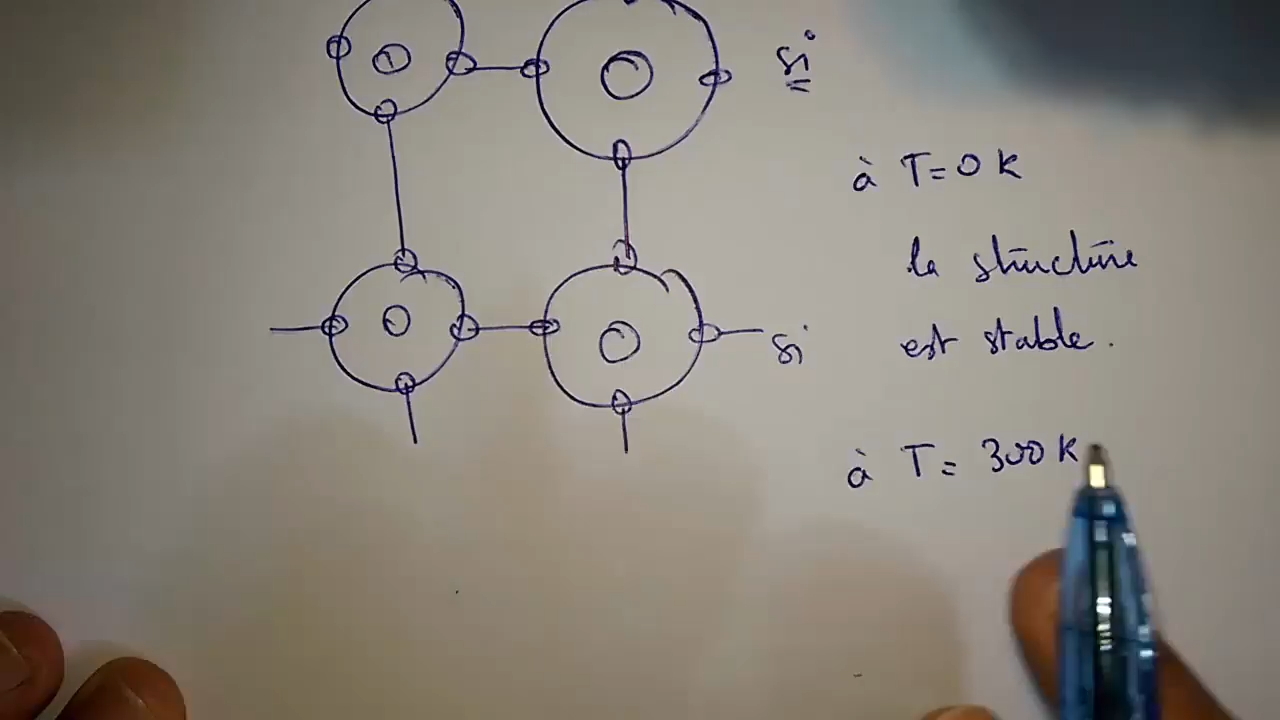 Si
à T=0 K
la structure
est stable.
Si
à T= 300 K